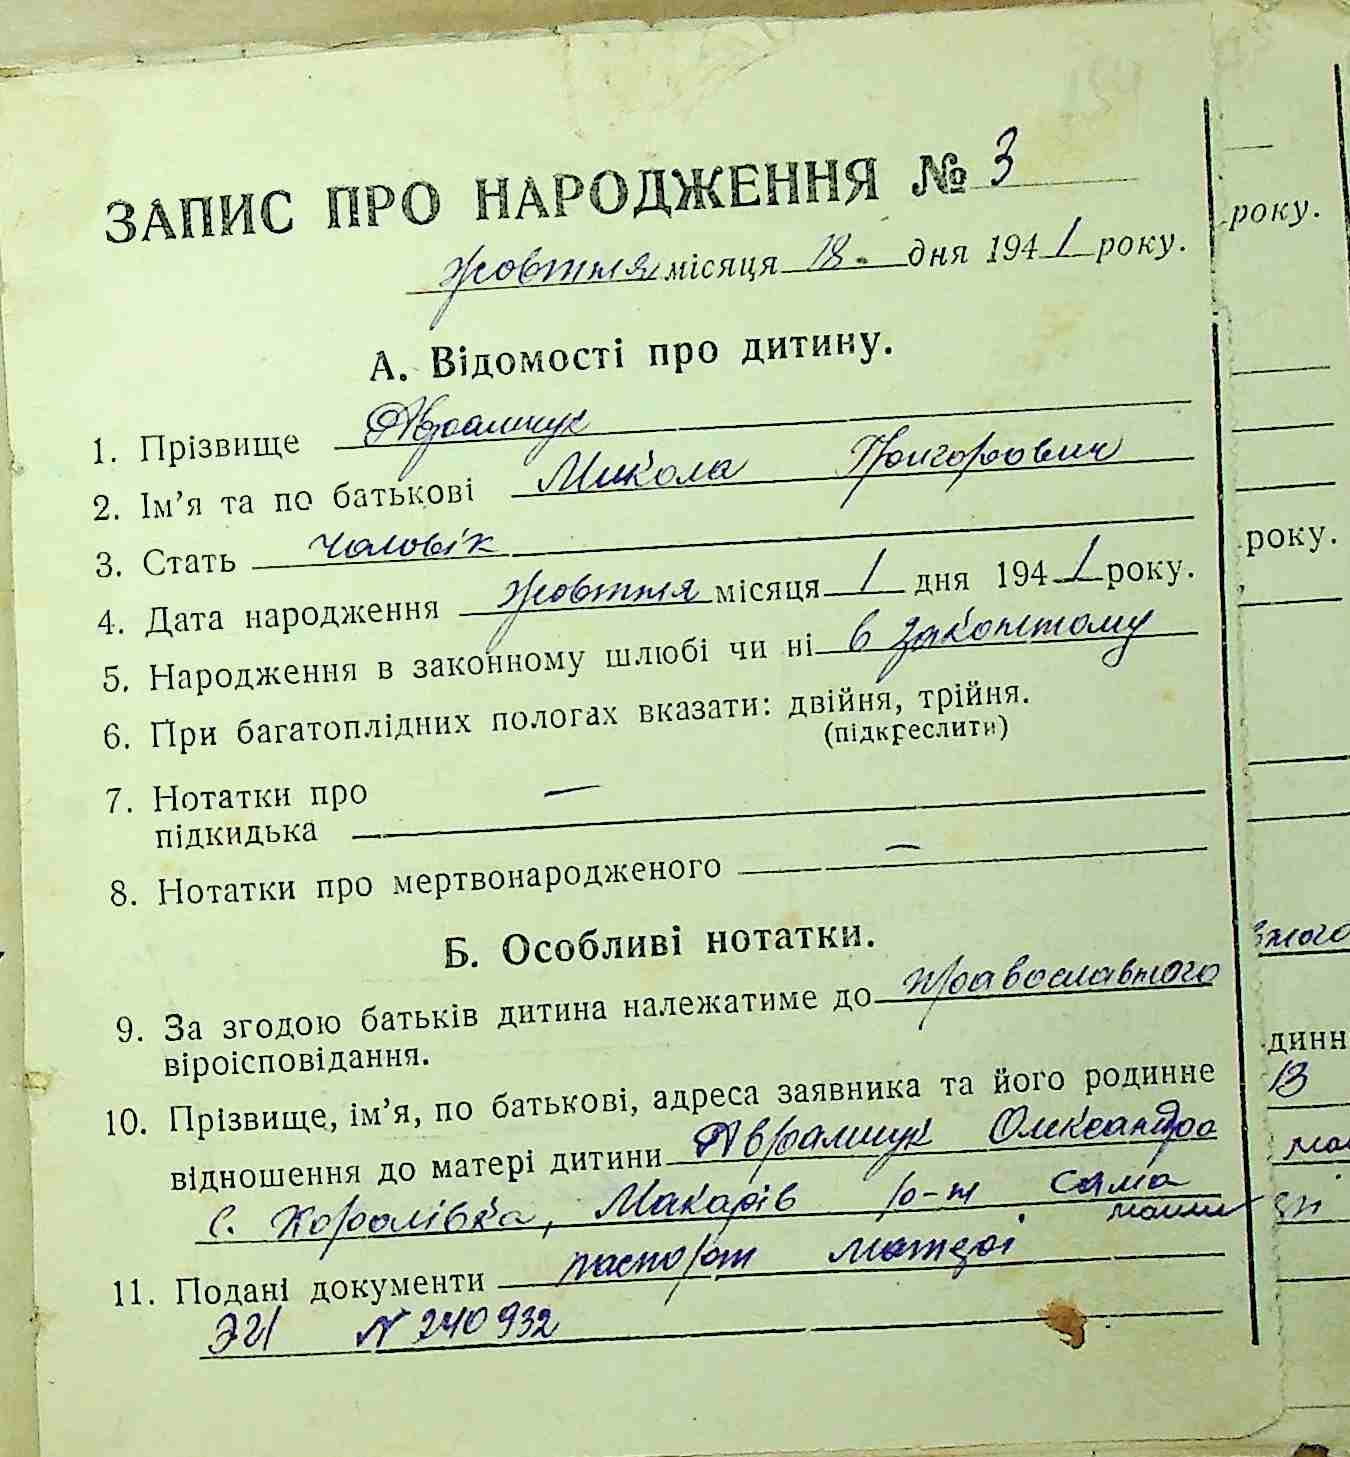 ЗАПИС ПРО НАРОДЖЕННЯ № 3
жовтня місяця 18. дня 1941 року.
А. Відомості про дитину.
1. Прізвище Аврамчук
2. Ім'я та по батькові Микола Григорович
3. Стать чоловік
4. Дата народження жовтня місяця 1 дня 1941 року.
5. Народження в законному шлюбі чи ні в законному
6. При багатоплідних пологах вказати: двійня, трійня.
(підкреслити)
7. Нотатки про —
підкидька
8. Нотатки про мертвонародженого —
Б. Особливі нотатки.
9. За згодою батьків дитина належатиме до православного
віроісповідання.
10. Прізвище, ім'я, по батькові, адреса заявника та його родинне
відношення до матері дитини Аврамчук Олександра
с. Королівка, Макарів р-н сама
мати
11. Подані документи паспорт матері
№ 240932
року.
року.
динн
13